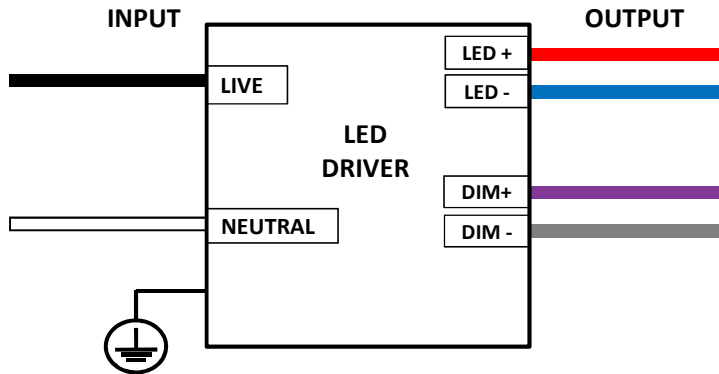 INPUT
OUTPUT
LED +
LED -
LIVE
LED
DRIVER
DIM+
DIM -
NEUTRAL